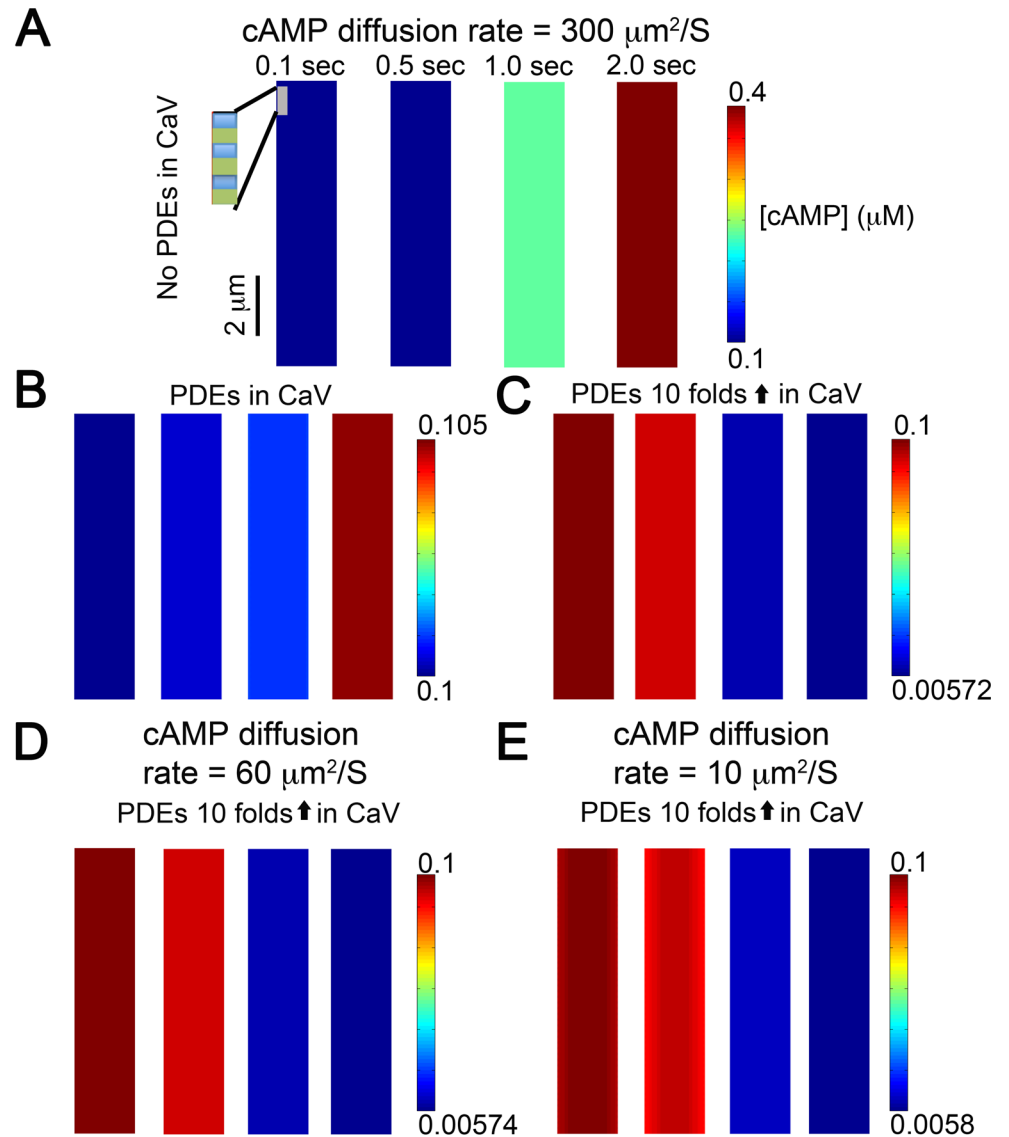 A
cAMP diffusion rate = 300 μm²/S
0.1 sec 0.5 sec 1.0 sec 2.0 sec
No PDEs in CaV
2 μm
0.4
[cAMP] (μM)
0.1
B
PDEs in CaV
0.105
0.1
C
PDEs 10 folds ⬆ in CaV
0.1
0.00572
D
cAMP diffusion
rate = 60 μm²/S
PDEs 10 folds ⬆ in CaV
0.1
0.00574
E
cAMP diffusion
rate = 10 μm²/S
PDEs 10 folds ⬆ in CaV
0.1
0.0058